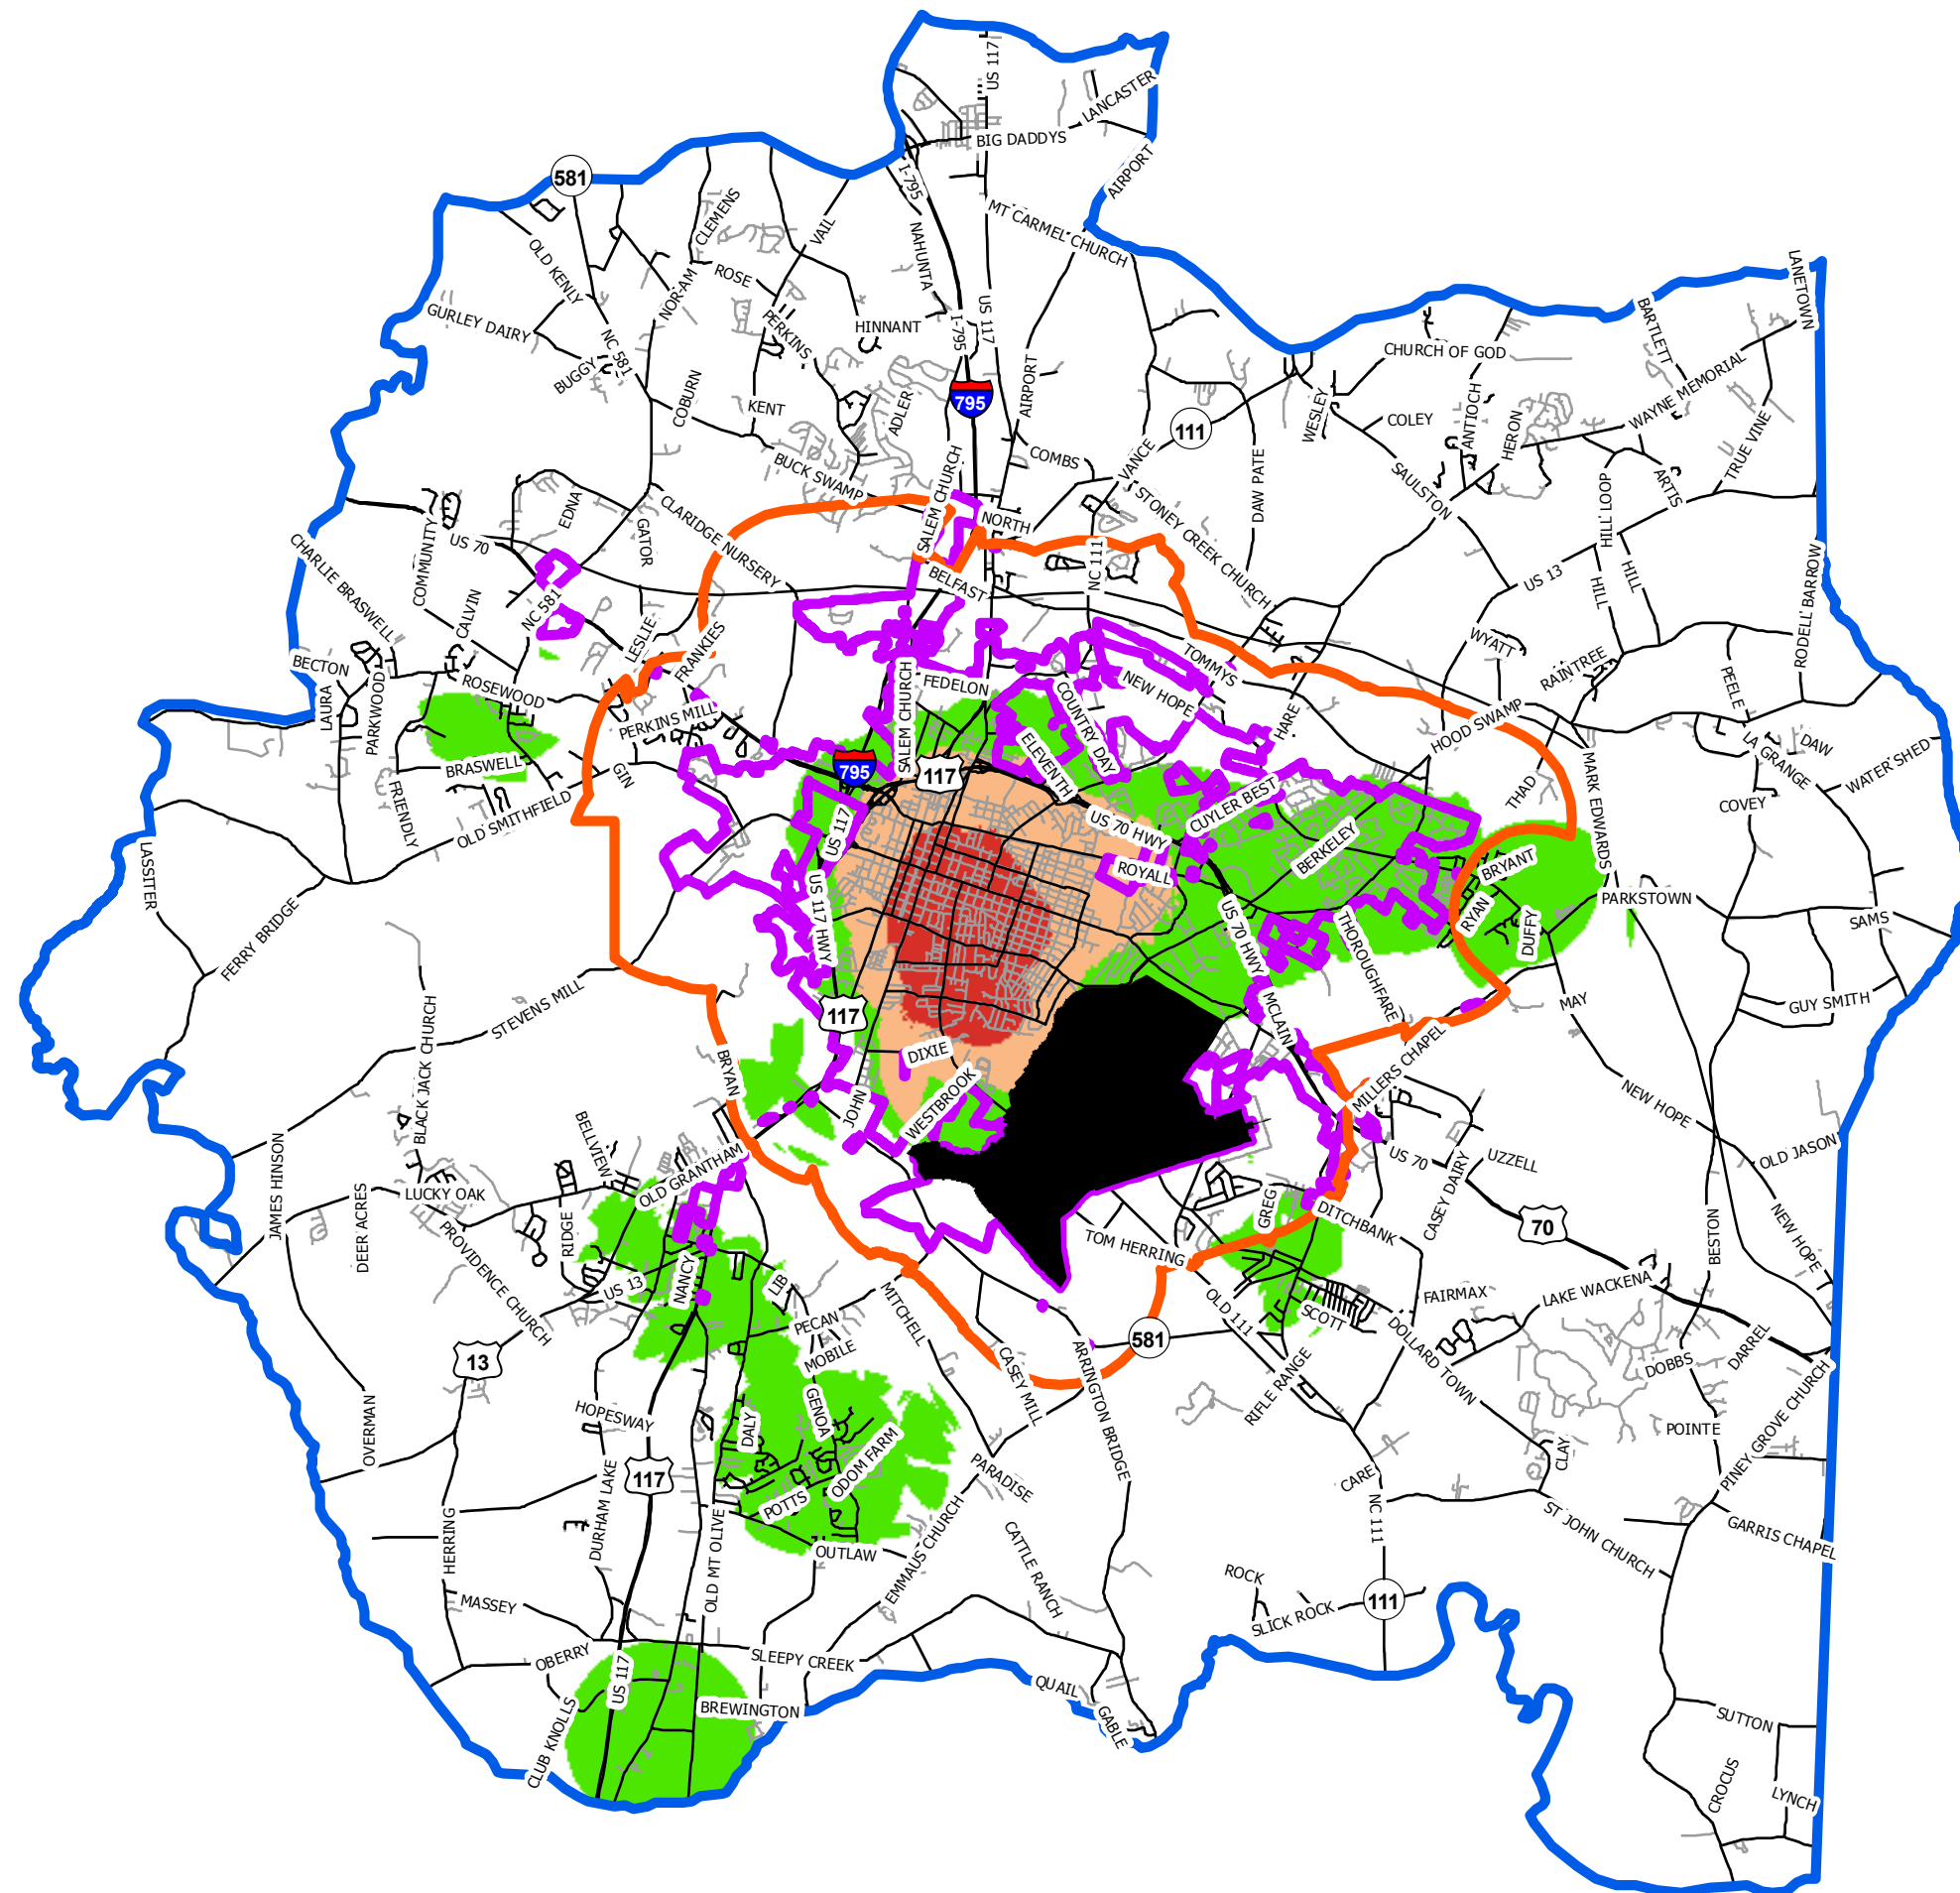 US 117
LANCASTER
BIG DADDYS
AIRPORT
581
I-795
CLEMENS
MT CARMEL CHURCH
VAIL
NAHUNTA
OLD KENLY
ROSE
NOR-AM
LANETOWN
GURLEY DAIRY
PERKINS
HINNANT
I-795
US 117
BARTLETT
NC 581
BUGGY
CHURCH OF GOD
WAYNE MEMORIAL
COBURN
KENT
ADLER
795
AIRPORT
111
WESLEY
COLEY
ANTIOCH
HERON
TRUE VINE
BUCK SWAMP
SALEM CHURCH
COMBS
VANCE
DAW PATE
SAULSTON
ARTIS
HILL LOOP
EDNA
CLARIDGE NURSERY
GATOR
NORTH
STONEY CREEK CHURCH
US 70
COMMUNITY
CHARLIE BRASWELL
BELFAST
NC 111
US 13
HILL
HILL
RODELL BARROW
NC 581
CALVIN
LESLIE
FRANKIES
WYATT
RAINTREE
TOMMYS
BECTON
LAURA
PARKWOOD
ROSEWOOD
FEDELON
SALEM CHURCH
NEW HOPE
COUNTRY DAY
PEELE
PERKINS MILL
HARE
HOOD SWAMP
LA GRANGE
DAW
WATER SHED
BRASWELL
GIN
795
117
ELEVENTH
MARK EDWARDS
THAD
COVEY
FRIENDLY
OLD SMITHFIELD
US 117
US 70 HWY
CUYLER BEST
BERKELEY
LASSITER
ROYALL
BRYANT
PARKSTOWN
US 117 HWY
US 70 HWY
THOROUGHFARE
RYAN
DUFFY
SAMS
FERRY BRIDGE
STEVENS MILL
117
MCLAIN
MAY
GUY SMITH
BLACK JACK CHURCH
BRYAN
DIXIE
MILLERS CHAPEL
JOHN
WESTBROOK
NEW HOPE
BELLVIEW
JAMES HINSON
OLD GRANTHAM
US 70
UZZELL
OLD JASON
LUCKY OAK
DEER ACRES
PROVIDENCE CHURCH
RIDGE
GREG
DITCHBANK
CASEY DAIRY
70
BESTON
NEW HOPE
TOM HERRING
US 13
NANCY
LIB
PECAN
MITCHELL
OLD 111
SCOTT
FAIRMAX
LAKE WACKENA
13
MOBILE
581
DOLLARD TOWN
DOBBS
DARREL
CASEY MILL
ARRINGTON BRIDGE
RIFLE RANGE
OVERMAN
HOPESWAY
GENOA
DALY
POINTE
PINEY GROVE CHURCH
ODOM FARM
CLAY
117
PARADISE
CARE
POTTS
HERRING
DURHAM LAKE
OLD MT OLIVE
OUTLAW
EMMAUS CHURCH
CATTLE RANCH
NC 111
ST JOHN CHURCH
GARRIS CHAPEL
MASSEY
ROCK
SLICK ROCK
111
OBERRY
US 117
SLEEPY CREEK
QUAIL
BREWINGTON
GABLE
CLUB KNOLLS
SUTTON
CROCUS
LYNCH